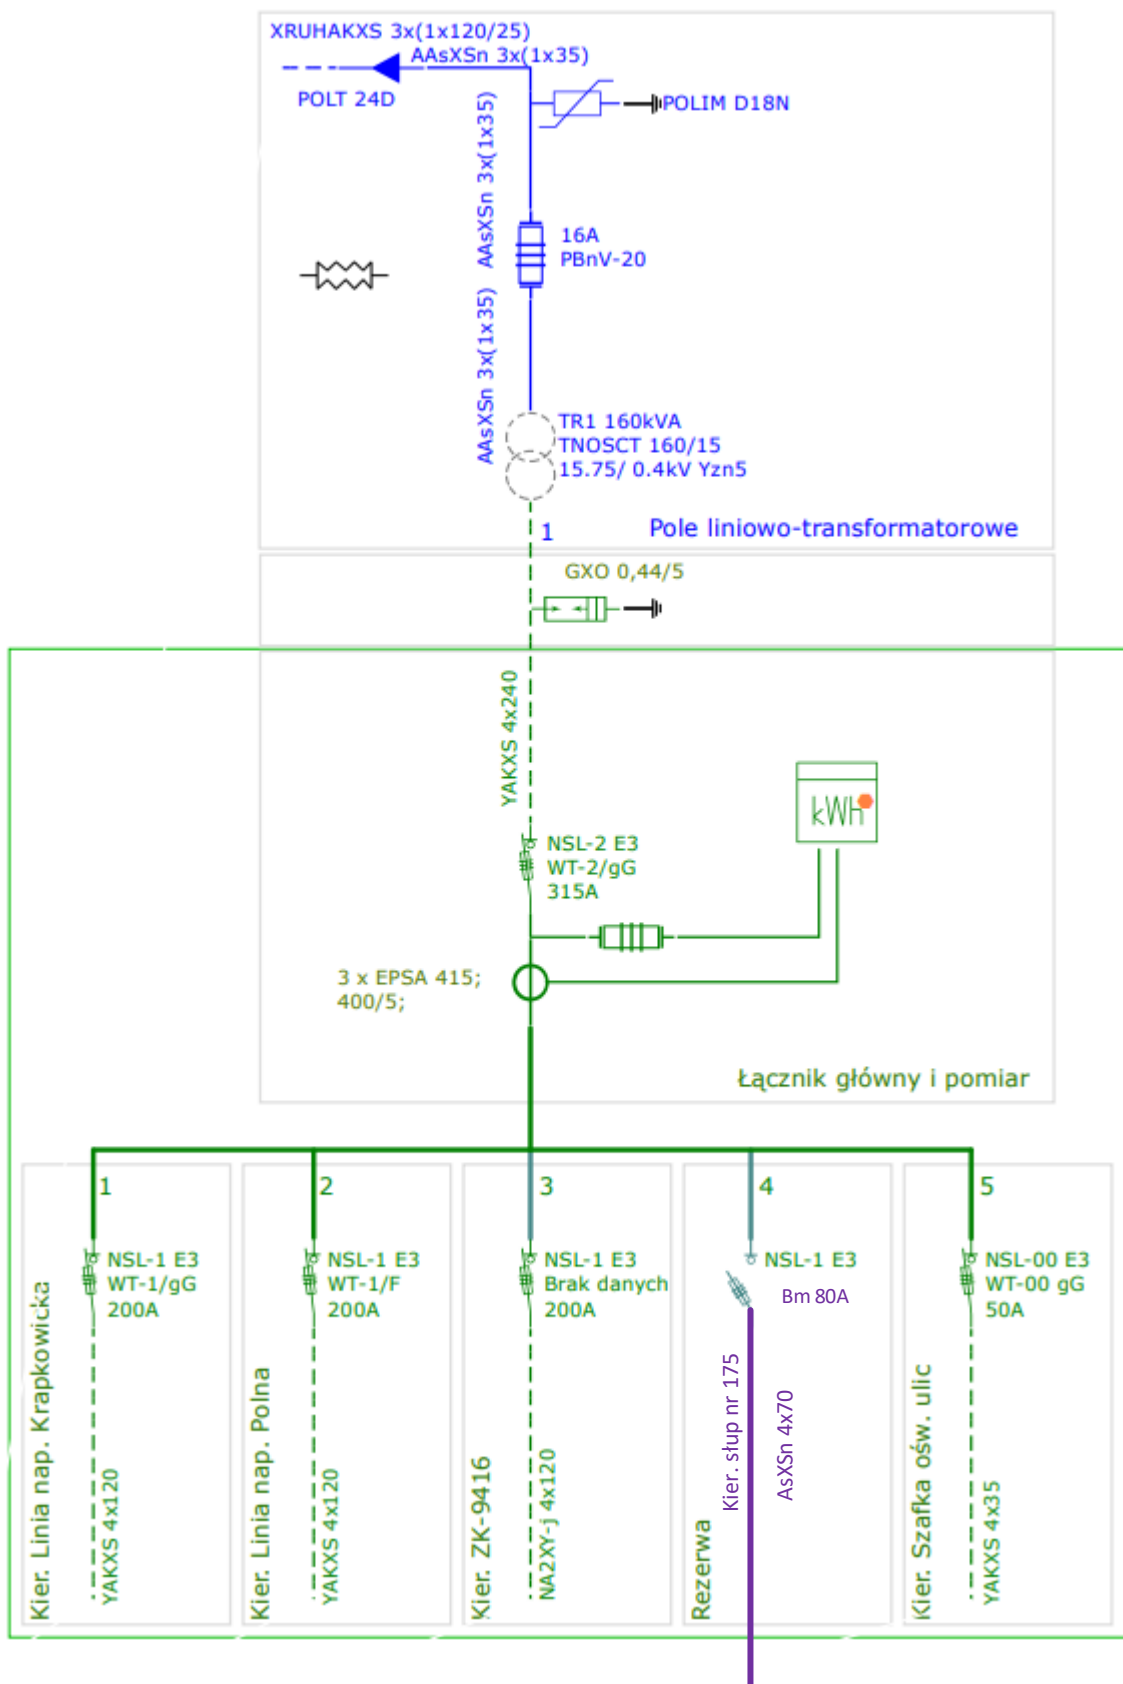 XRUHAKXS 3x(1x120/25)
AAsXSn 3x(1x35)
POLT 24D
POLIM D18N
AAsXSn 3x(1x35)
16A
PBnV-20
AAsXSn 3x(1x35)
TR1 160kVA
TNOSCT 160/15
15.75/ 0.4kV Yzn5
1
Pole liniowo-transformatorowe
GXO 0,44/5
YAKXS 4x240
kWh
NSL-2 E3
WT-2/gG
315A
3 x EPSA 415;
400/5;
Łącznik główny i pomiar
1
NSL-1 E3
WT-1/gG
200A
Kier. Linia nap. Krapkowicka
YAKXS 4x120
2
NSL-1 E3
WT-1/F
200A
Kier. Linia nap. Polna
YAKXS 4x120
3
NSL-1 E3
Brak danych
200A
Kier. ZK-9416
NA2XY-j 4x120
4
NSL-1 E3
Bm 80A
Rezerwa
Kier. słup nr 175
AsXSn 4x70
5
NSL-00 E3
WT-00 gG
50A
Kier. Szafka ośw. ulic
YAKXS 4x35